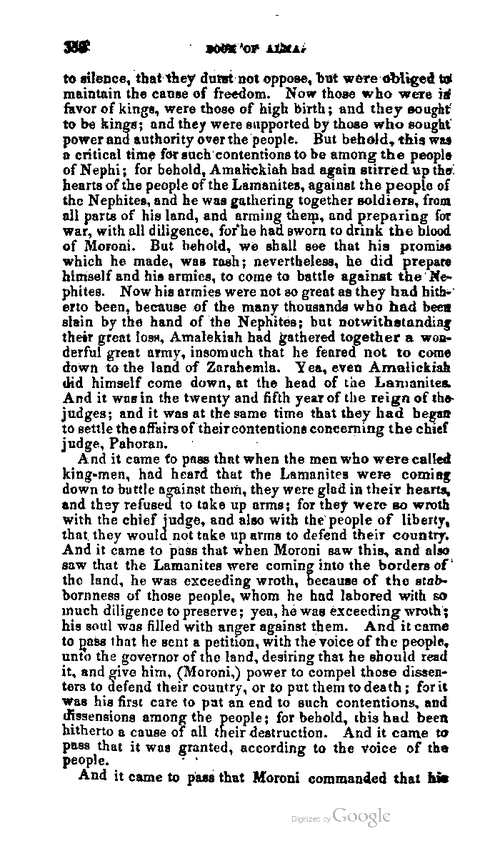 BOOK OF ALMA.
to silence, that they durst not oppose, but were obliged to
maintain the cause of freedom. Now those who were in
favor of kings, were those of high birth; and they sought
to be kings; and they were supported by those who sought
power and authority over the people. But behold, this was
a critical time for such contentions to be among the people
of Nephi; for behold, Amalickiah had again stirred up the
hearts of the people of the Lamanites, against the people of
the Nephites, and he was gathering together soldiers, from
all parts of his land, and arming them, and preparing for
war, with all diligence, for he had sworn to drink the blood
of Moroni. But behold, we shall see that his promise
which he made, was rash; nevertheless, he did prepare
himself and his armies, to come to battle against the Ne-
phites. Now his armies were not so great as they had hith-
erto been, because of the many thousands who had been
slain by the hand of the Nephites; but notwithstanding
their great loss, Amalekiah had gathered together a won-
derful great army, insomuch that he feared not to come
down to the land of Zarahemla. Yea, even Amalickiah
did himself come down, at the head of the Lamanites.
And it was in the twenty and fifth year of the reign of the
judges; and it was at the same time that they had began
to settle the affairs of their contentions concerning the chief
judge, Pahoran.
And it came to pass that when the men who were called
king-men, had heard that the Lamanites were coming
down to battle against them, they were glad in their hearts,
and they refused to take up arms; for they were so wroth
with the chief judge, and also with the people of liberty,
that they would not take up arms to defend their country.
And it came to pass that when Moroni saw this, and also
saw that the Lamanites were coming into the borders of
the land, he was exceeding wroth, because of the stub-
bornness of those people, whom he had labored with so
much diligence to preserve; yea, he was exceeding wroth;
his soul was filled with anger against them. And it came
to pass that he sent a petition, with the voice of the people,
unto the governor of the land, desiring that he should read
it, and give him, (Moroni,) power to compel those dissen-
ters to defend their country, or to put them to death; for it
was his first care to put an end to such contentions, and
dissensions among the people; for behold, this had been
hitherto a cause of all their destruction. And it came to
pass that it was granted, according to the voice of the
people.
And it came to pass that Moroni commanded that his
Digitized by Google